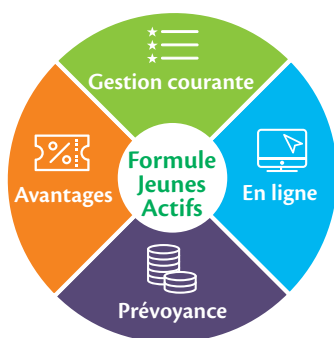 Gestion courante
Avantages
Formule
Jeunes
Actifs
En ligne
Prévoyance